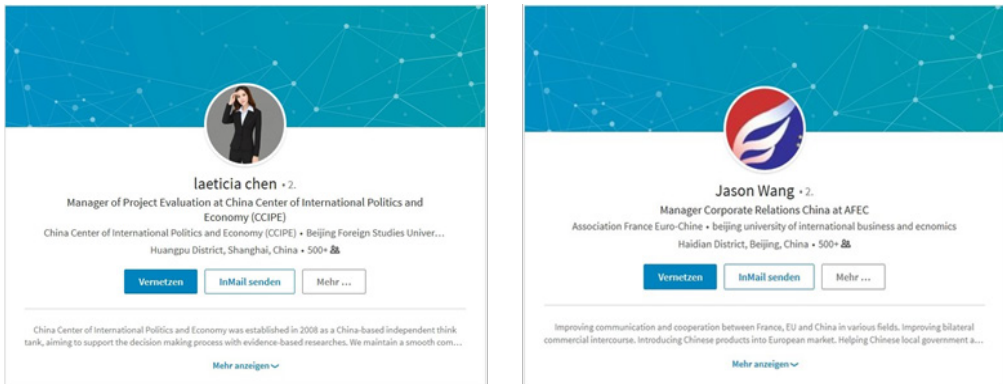 laeticia chen • 2.
Manager of Project Evaluation at China Center of International Politics and
Economy (CCIPE)
China Center of International Politics and Economy (CCIPE) • Beijing Foreign Studies Univer...
Huangpu District, Shanghai, China • 500+
Vernetzen
InMail senden
Mehr ...
China Center of International Politics and Economy was established in 2008 as a China-based independent think
tank, aiming to support the decision making process with evidence-based researches. We maintain a smooth com...
Mehr anzeigen
Jason Wang • 2.
Manager Corporate Relations China at AFEC
Association France Euro-Chine • beijing university of international business and ecnomics
Haidian District, Beijing, China • 500+
Vernetzen
InMail senden
Mehr ...
Improving communication and cooperation between France, EU and China in various fields. Improving bilateral
commercial intercourse. Introducing Chinese products into European market. Helping Chinese local government a...
Mehr anzeigen